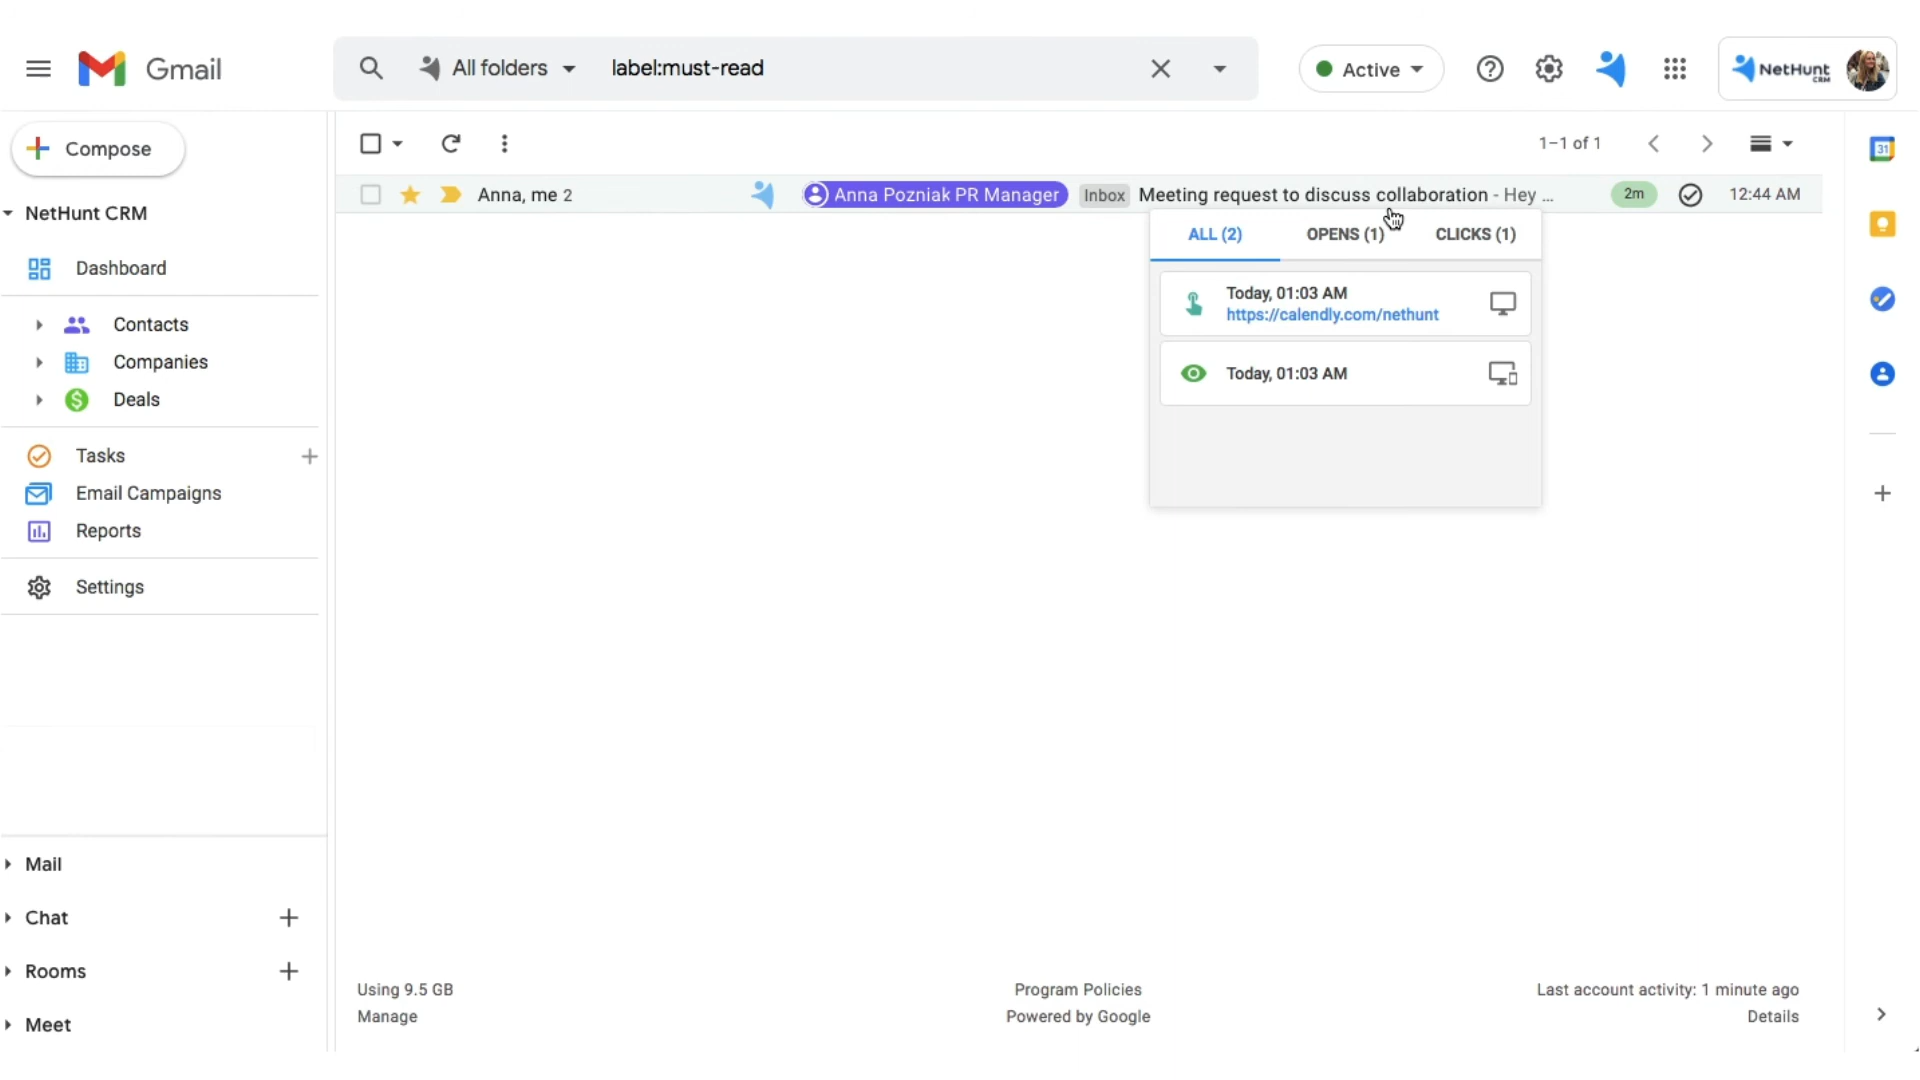 Gmail
All folders
label:must-read
Active
NetHunt
CRM
Compose
1–1 of 1
31
NetHunt CRM
Anna, me 2
Anna Pozniak PR Manager
Inbox
Meeting request to discuss collaboration - Hey ...
2m
12:44 AM
ALL (2)
OPENS (1)
CLICKS (1)
Today, 01:03 AM
https://calendly.com/nethunt
Today, 01:03 AM
Dashboard
Contacts
Companies
Deals
Tasks
Email Campaigns
Reports
Settings
Mail
Chat
Rooms
Meet
Using 9.5 GB
Manage
Program Policies
Powered by Google
Last account activity: 1 minute ago
Details